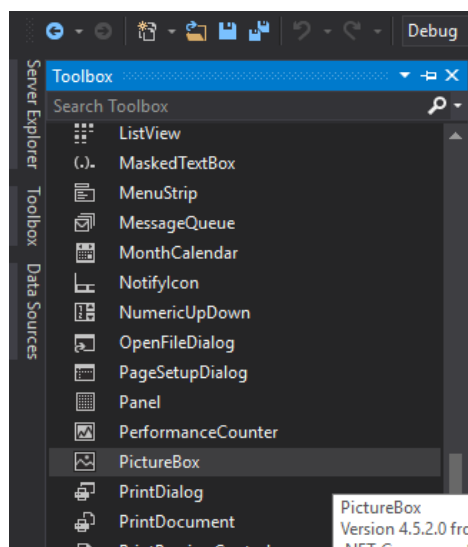 Debug
Server Explorer
Toolbox
Data Sources
Toolbox
Search Toolbox
ListView
MaskedTextBox
MenuStrip
MessageQueue
MonthCalendar
NotifyIcon
NumericUpDown
OpenFileDialog
PageSetupDialog
Panel
PerformanceCounter
PictureBox
PrintDialog
PrintDocument
PictureBox
Version 4.5.2.0 fro